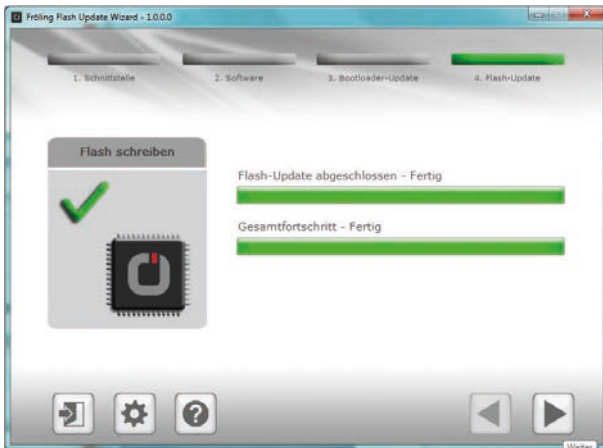 Fröling Flash Update Wizard - 1.0.0.0
1. Schnittstelle
2. Software
3. Bootloader-Update
4. Flash-Update
Flash schreiben
Flash-Update abgeschlossen - Fertig
Gesamtfortschritt - Fertig
Weiter